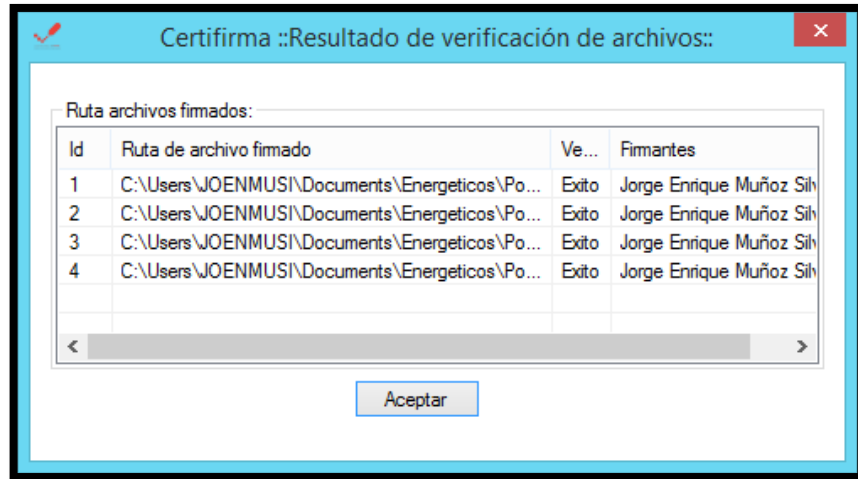 Certifirma ::Resultado de verificación de archivos::
Ruta archivos firmados:
Id Ruta de archivo firmado Ve... Firmantes
1 C:\Users\JOENMUSI\Documents\Energeticos\Po... Exito Jorge Enrique Muñoz Silv
2 C:\Users\JOENMUSI\Documents\Energeticos\Po... Exito Jorge Enrique Muñoz Silv
3 C:\Users\JOENMUSI\Documents\Energeticos\Po... Exito Jorge Enrique Muñoz Silv
4 C:\Users\JOENMUSI\Documents\Energeticos\Po... Exito Jorge Enrique Muñoz Silv
Aceptar